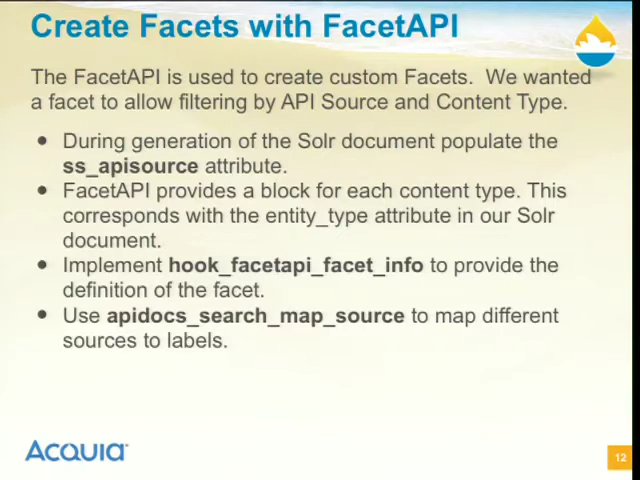 Create Facets with FacetAPI
The FacetAPI is used to create custom Facets. We wanted
a facet to allow filtering by API Source and Content Type.
• During generation of the Solr document populate the
ss_apisource attribute.
• FacetAPI provides a block for each content type. This
corresponds with the entity_type attribute in our Solr
document.
• Implement hook_facetapi_facet_info to provide the
definition of the facet.
• Use apidocs_search_map_source to map different
sources to labels.
ACQUIA
12